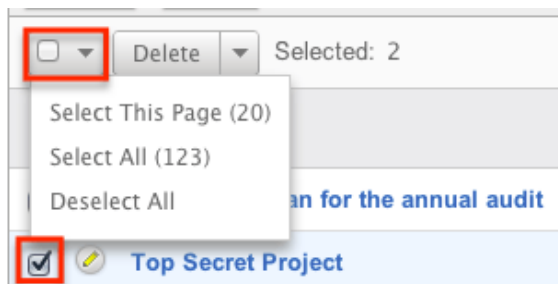 Delete Selected: 2
Select This Page (20)
Select All (123)
Deselect All
for the annual audit
Top Secret Project